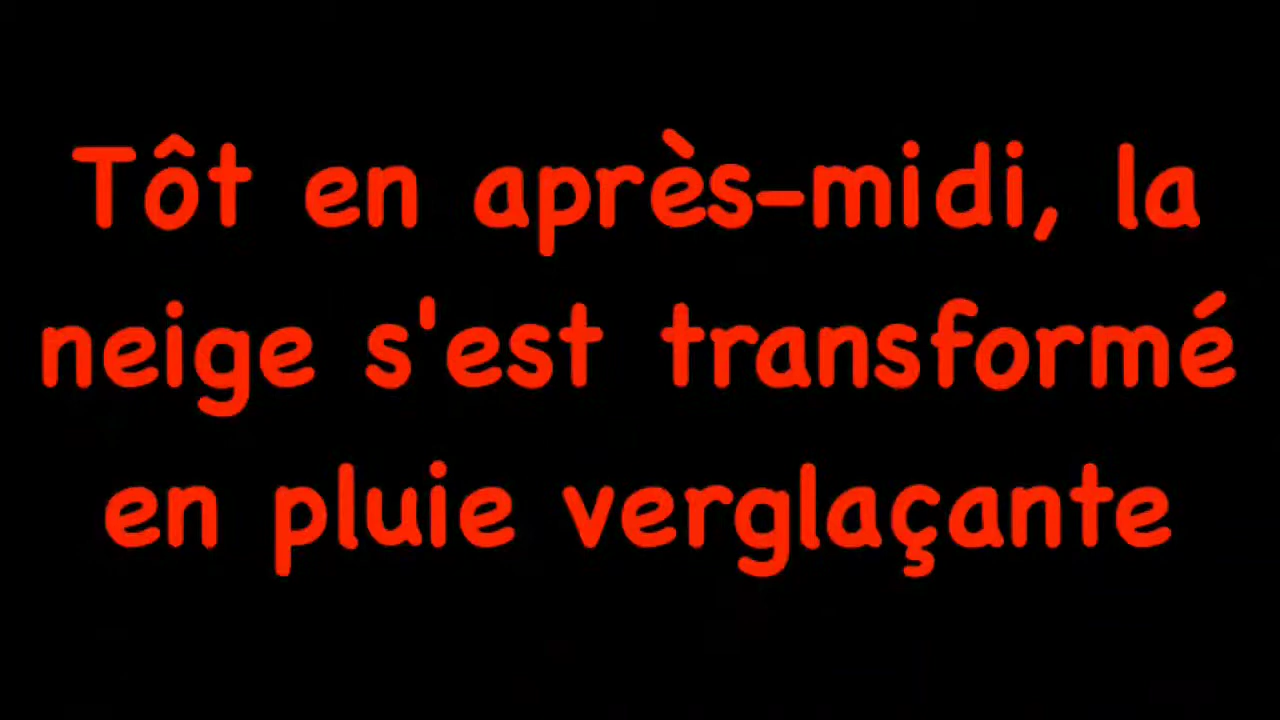 Tôt en après-midi, la
neige s'est transformé
en pluie verglaçante